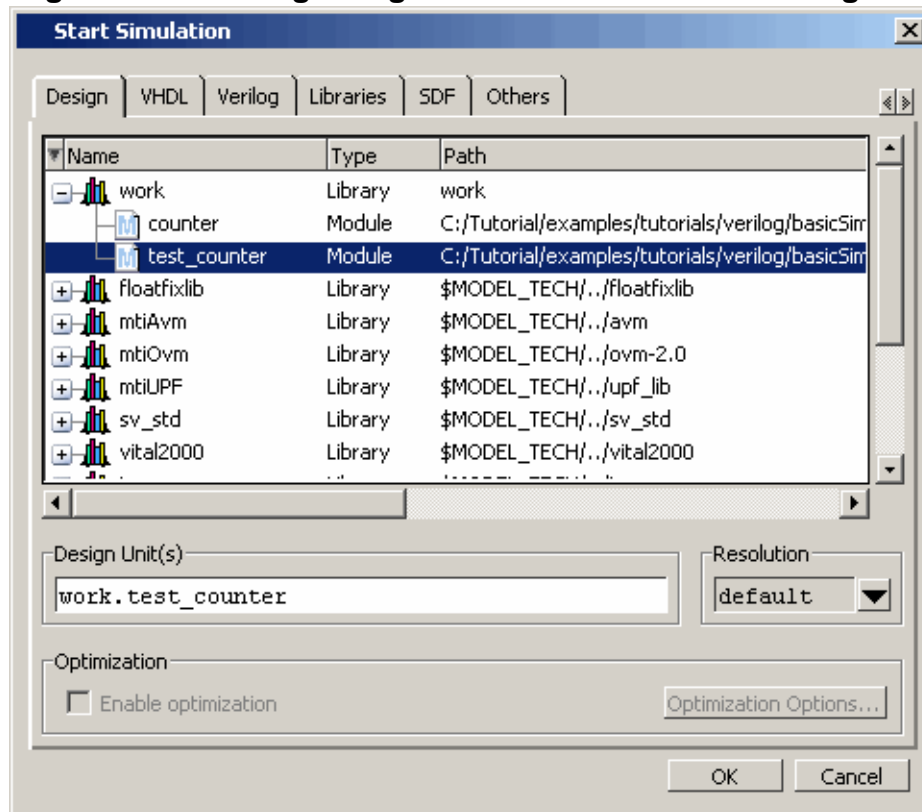 Start Simulation
Design VHDL Verilog Libraries SDF Others
Name Type Path
work Library work
counter Module C:/Tutorial/examples/tutorials/verilog/basicSim
test_counter Module C:/Tutorial/examples/tutorials/verilog/basicSim
floatfixlib Library $MODEL_TECH/../floatfixlib
mtiAvm Library $MODEL_TECH/../avm
mtiOvm Library $MODEL_TECH/../ovm-2.0
mtiUPF Library $MODEL_TECH/../upf_lib
sv_std Library $MODEL_TECH/../sv_std
vital2000 Library $MODEL_TECH/../vital2000
Design Unit(s) Resolution
work.test_counter default
Optimization
Enable optimization Optimization Options...
OK Cancel